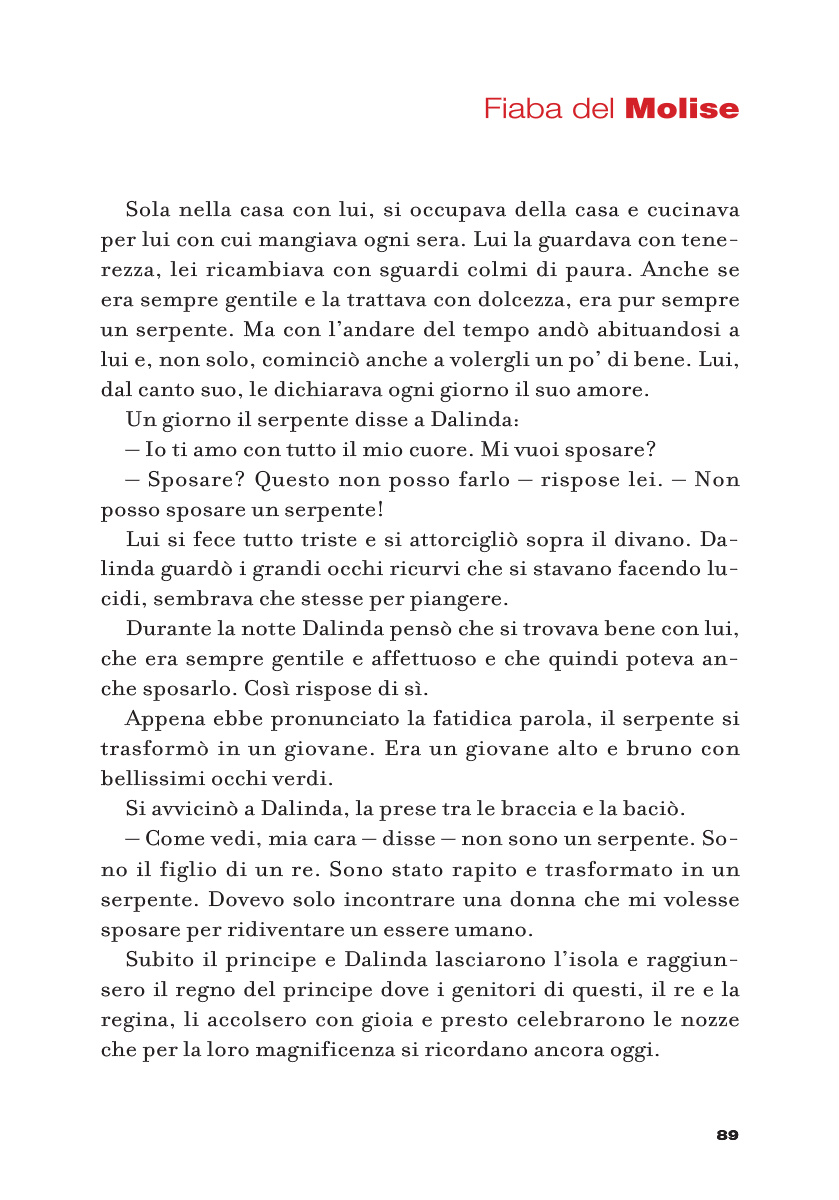 Fiaba del Molise
Sola nella casa con lui, si occupava della casa e cucinava
per lui con cui mangiava ogni sera. Lui la guardava con tene-
rezza, lei ricambiava con sguardi colmi di paura. Anche se
era sempre gentile e la trattava con dolcezza, era pur sempre
un serpente. Ma con l’andare del tempo andò abituandosi a
lui e, non solo, cominciò anche a volergli un po’ di bene. Lui,
dal canto suo, le dichiarava ogni giorno il suo amore.
Un giorno il serpente disse a Dalinda:
– Io ti amo con tutto il mio cuore. Mi vuoi sposare?
– Sposare? Questo non posso farlo – rispose lei. – Non
posso sposare un serpente!
Lui si fece tutto triste e si attorcigliò sopra il divano. Da-
linda guardò i grandi occhi ricurvi che si stavano facendo lu-
cidi, sembrava che stesse per piangere.
Durante la notte Dalinda pensò che si trovava bene con lui,
che era sempre gentile e affettuoso e che quindi poteva an-
che sposarlo. Così rispose di sì.
Appena ebbe pronunciato la fatidica parola, il serpente si
trasformò in un giovane. Era un giovane alto e bruno con
bellissimi occhi verdi.
Si avvicinò a Dalinda, la prese tra le braccia e la baciò.
– Come vedi, mia cara – disse – non sono un serpente. So-
no il figlio di un re. Sono stato rapito e trasformato in un
serpente. Dovevo solo incontrare una donna che mi volesse
sposare per ridiventare un essere umano.
Subito il principe e Dalinda lasciarono l’isola e raggiun-
sero il regno del principe dove i genitori di questi, il re e la
regina, li accolsero con gioia e presto celebrarono le nozze
che per la loro magnificenza si ricordano ancora oggi.
89